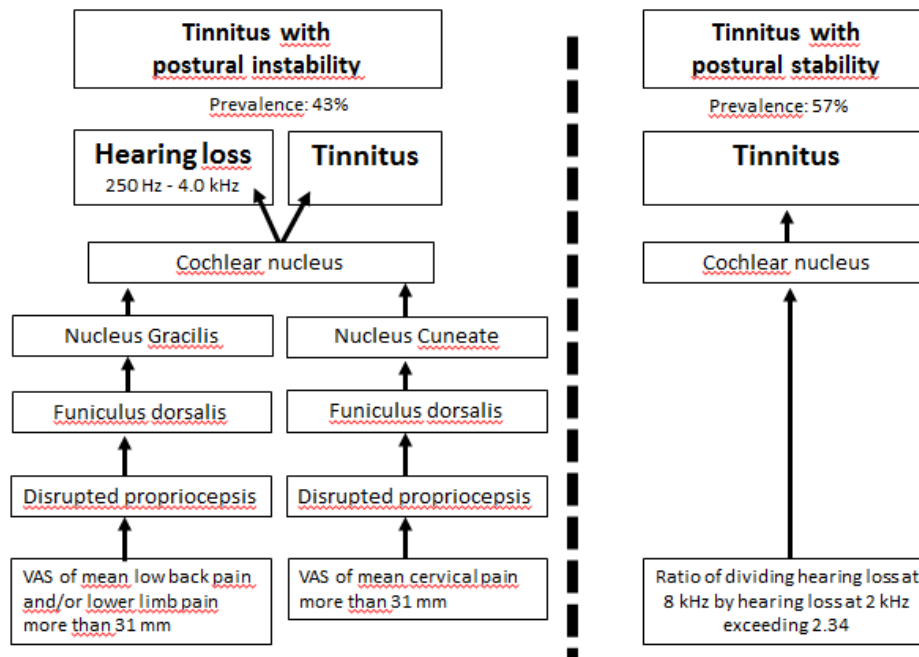 Tinnitus with
postural instability
Prevalence: 43%
Hearing loss
250 Hz - 4.0 kHz
Tinnitus
Cochlear nucleus
Nucleus Gracilis
Nucleus Cuneate
Funiculus dorsalis
Funiculus dorsalis
Disrupted propriocepsis
Disrupted propriocepsis
VAS of mean low back pain
and/or lower limb pain
more than 31 mm
VAS of mean cervical pain
more than 31 mm
Tinnitus with
postural stability
Prevalence: 57%
Tinnitus
Cochlear nucleus
Ratio of dividing hearing loss at
8 kHz by hearing loss at 2 kHz
exceeding 2.34